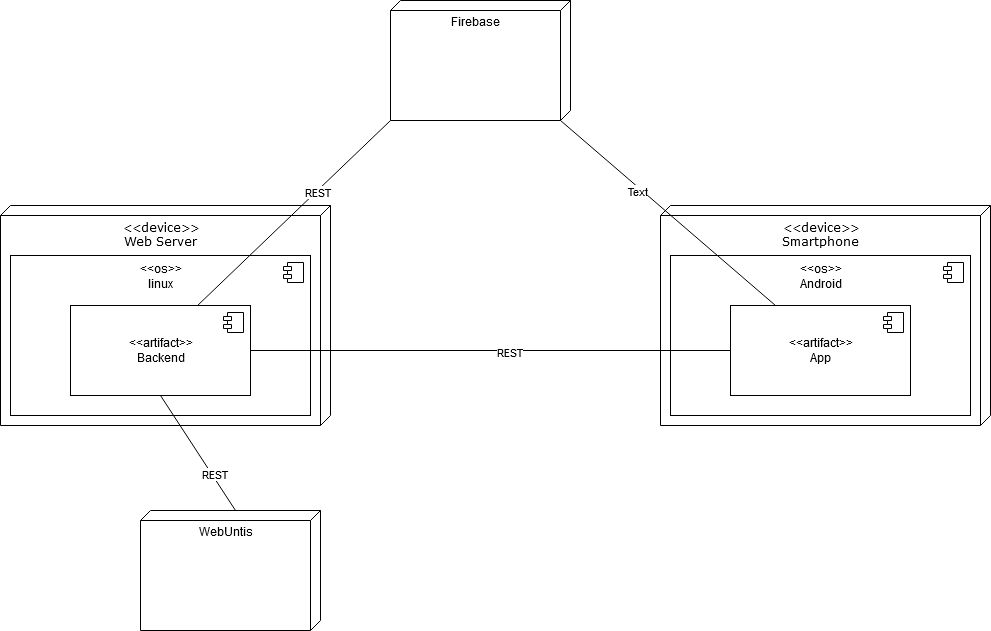 Firebase
REST
Text
<<device>>
Web Server
<<os>>
linux
<<artifact>>
Backend
REST
<<device>>
Smartphone
<<os>>
Android
<<artifact>>
App
REST
WebUntis